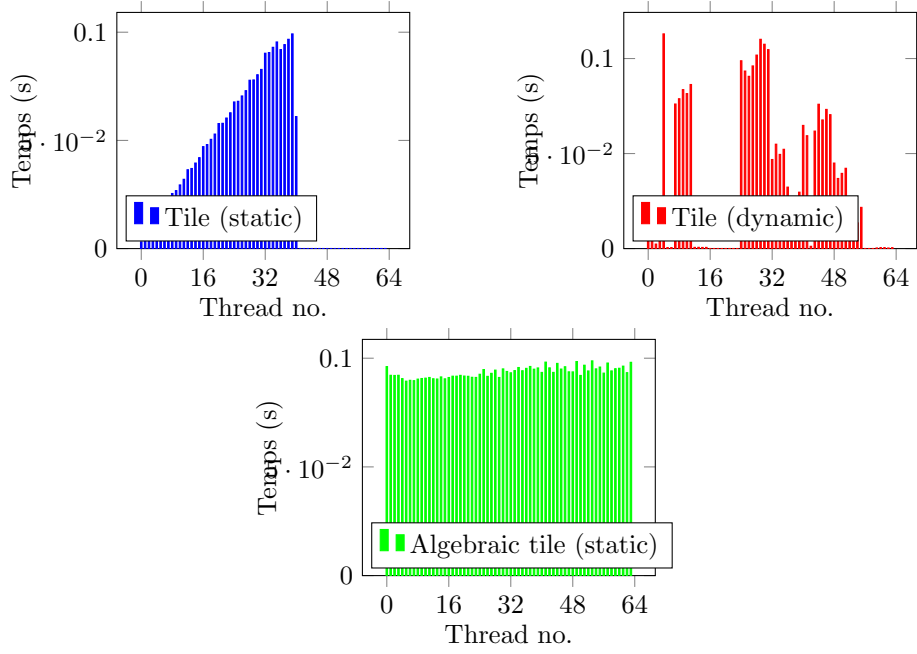 0.1
5 · 10⁻²
0
Temps (s)
Tile (static)
0 16 32 48 64
Thread no.
0.1
5 · 10⁻²
0
Temps (s)
Tile (dynamic)
0 16 32 48 64
Thread no.
0.1
5 · 10⁻²
0
Temps (s)
Algebraic tile (static)
0 16 32 48 64
Thread no.